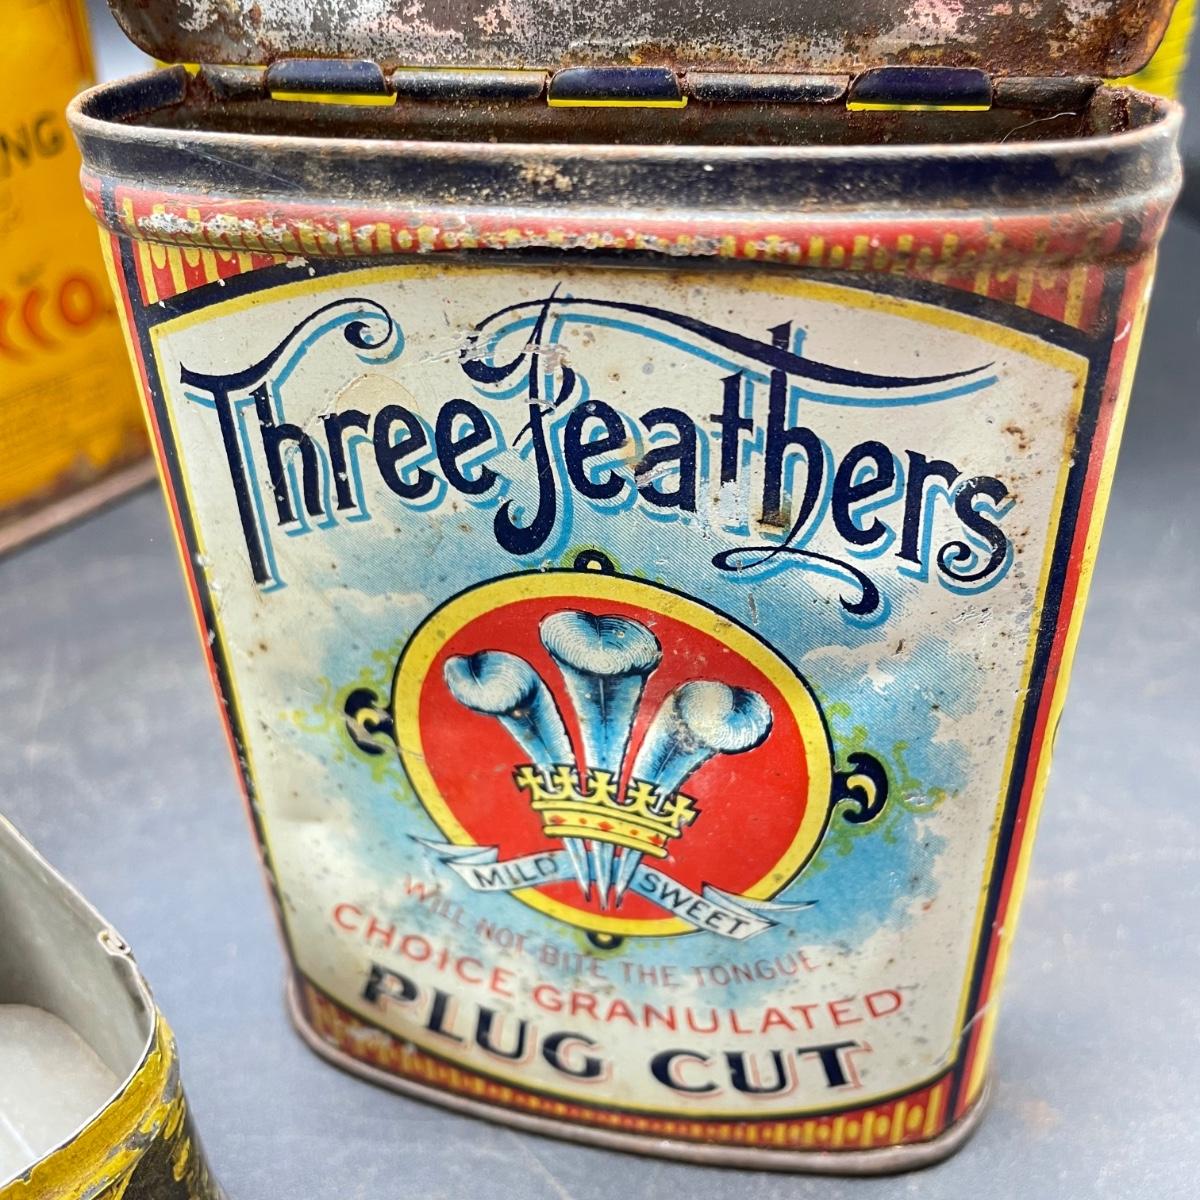 Three Feathers
MILD SWEET
WILL NOT BITE THE TONGUE
CHOICE GRANULATED
PLUG CUT